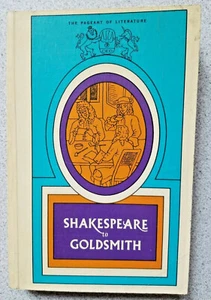 THE PAGEANT OF LITERATURE
SHAKESPEARE
to
GOLDSMITH